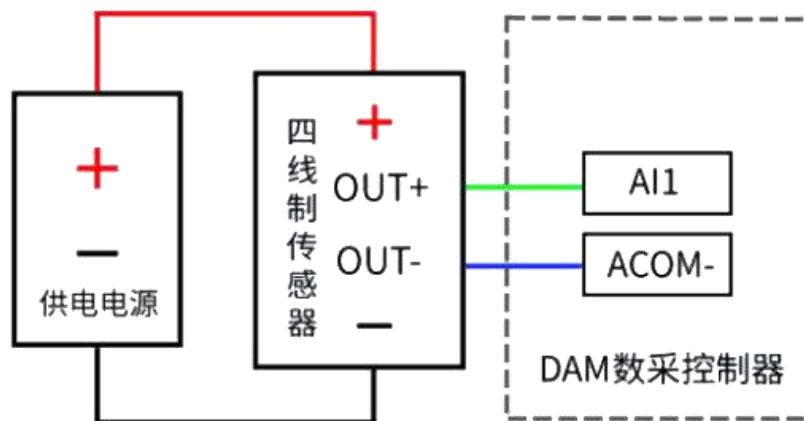 +
−
供电电源
四线制传感器
+
OUT+
OUT-
−
AI1
ACOM-
DAM数采控制器